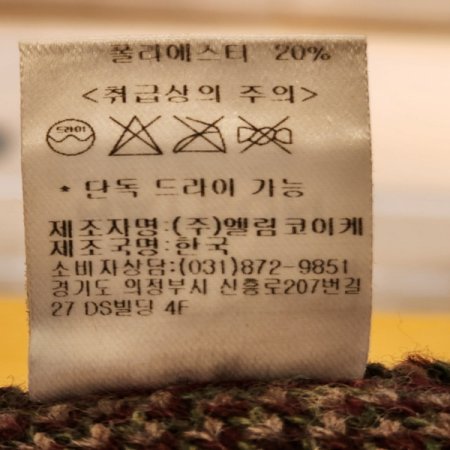 폴리에스터 20%
<취급상의 주의>
드라이
* 단독 드라이 가능
제조자명:(주)엘림코이케
제조국명:한국
소비자상담:(031)872-9851
경기도 의정부시 신흥로207번길
27 DS빌딩 4F